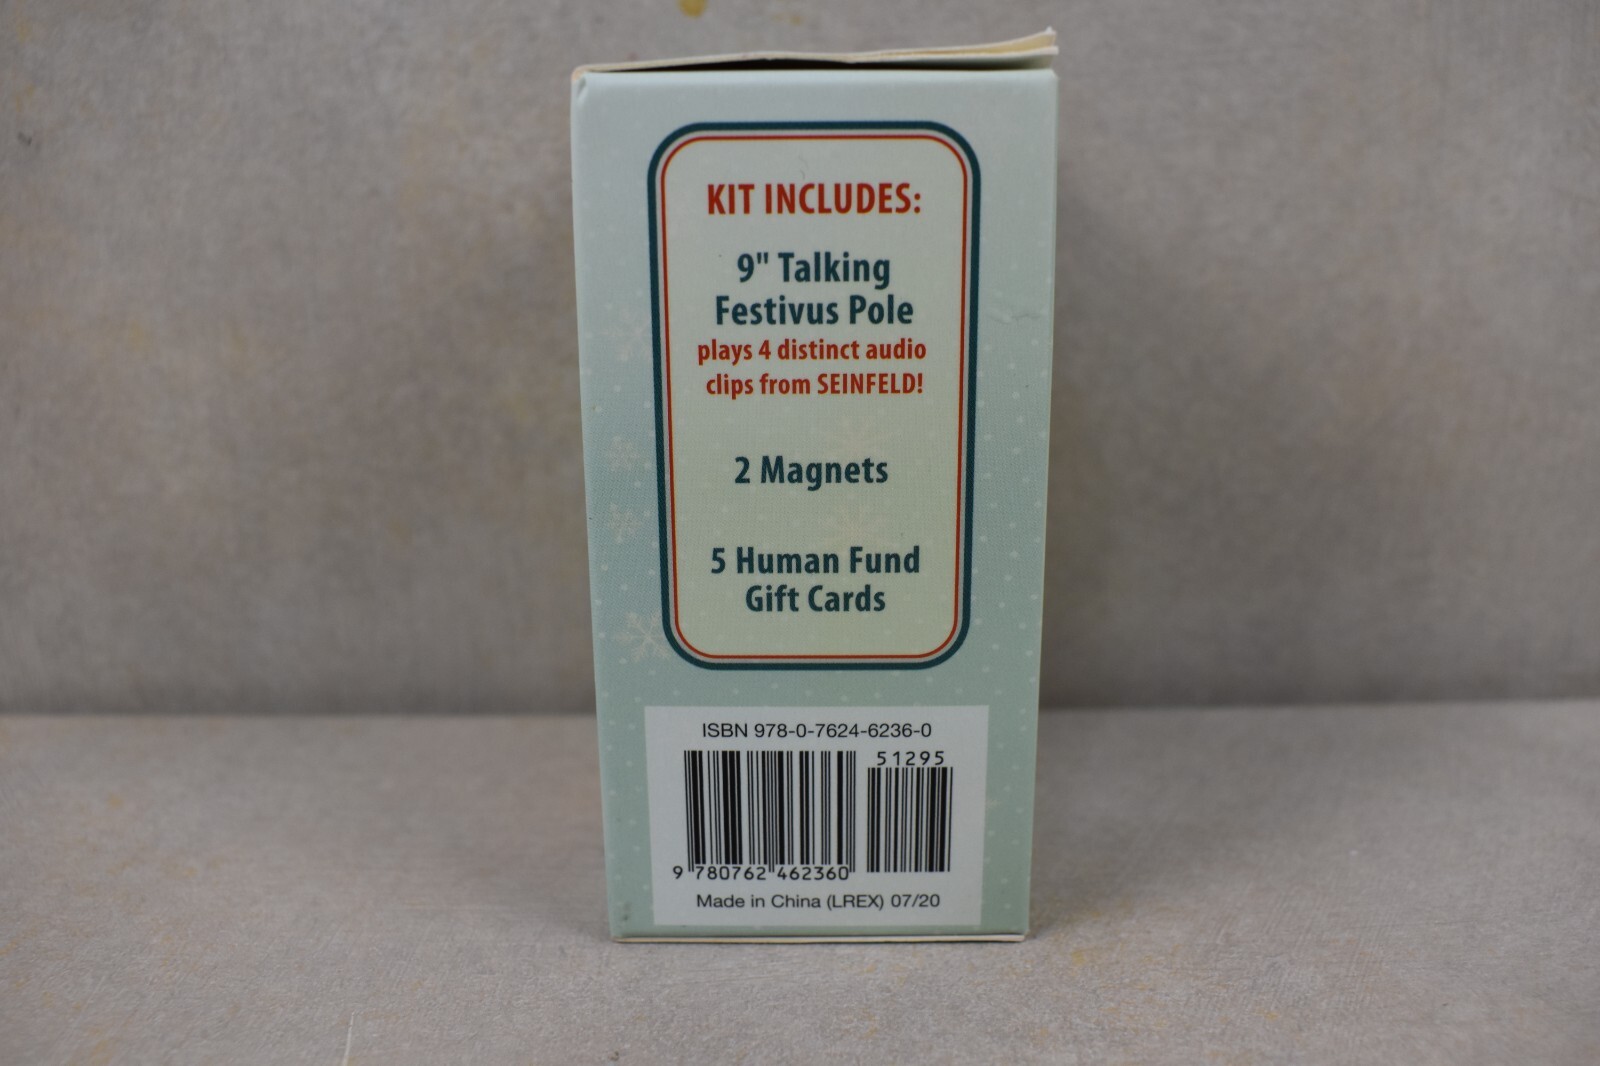 KIT INCLUDES:
9" Talking
Festivus Pole
plays 4 distinct audio
clips from SEINFELD!
2 Magnets
5 Human Fund
Gift Cards
ISBN 978-0-7624-6236-0
51295
9 780762 462360
Made in China (LREX) 07/20